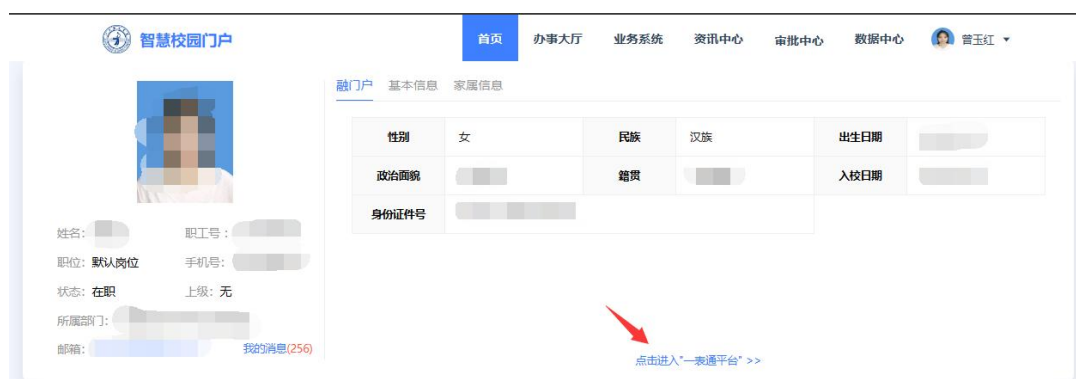 智慧校园门户 首页 办事大厅 业务系统 资讯中心 审批中心 数据中心 曾玉红
融门户 基本信息 家属信息
性别 女 民族 汉族 出生日期
政治面貌 籍贯 入校日期
身份证件号
姓名: 职工号:
职位: 默认岗位 手机号:
状态: 在职 上级: 无
所属部门:
邮箱: 我的消息(256)
点击进入"一表通平台" >>